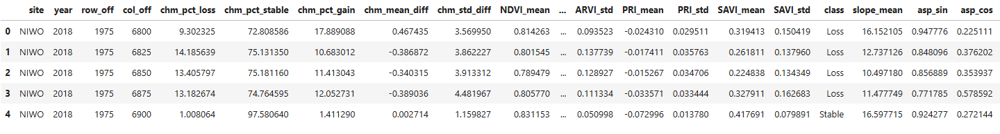 site year row_off col_off chm_pct_loss chm_pct_stable chm_pct_gain chm_mean_diff chm_std_diff NDVI_mean ... ARVI_std PRI_mean PRI_std SAVI_mean SAVI_std class slope_mean asp_sin asp_cos
0 NIWO 2018 1975 6800 9.302325 72.808586 17.889088 0.467435 3.569950 0.814263 ... 0.093523 -0.024310 0.029511 0.319413 0.150419 Loss 16.152105 0.947776 0.225111
1 NIWO 2018 1975 6825 14.185639 75.131350 10.683012 -0.386872 3.862227 0.801545 ... 0.137739 -0.017411 0.035763 0.261811 0.137960 Loss 12.737126 0.848096 0.376202
2 NIWO 2018 1975 6850 13.405797 75.181160 11.413043 -0.340315 3.913312 0.789479 ... 0.128927 -0.015267 0.034706 0.224838 0.134349 Loss 10.497180 0.856889 0.353937
3 NIWO 2018 1975 6875 13.182674 74.764595 12.052731 -0.389036 4.481967 0.805770 ... 0.111334 -0.033571 0.033444 0.327911 0.162683 Loss 11.477749 0.771785 0.578592
4 NIWO 2018 1975 6900 1.008064 97.580640 1.411290 0.002714 1.159827 0.831153 ... 0.050998 -0.072996 0.013780 0.417691 0.079891 Stable 16.597715 0.924277 0.272144